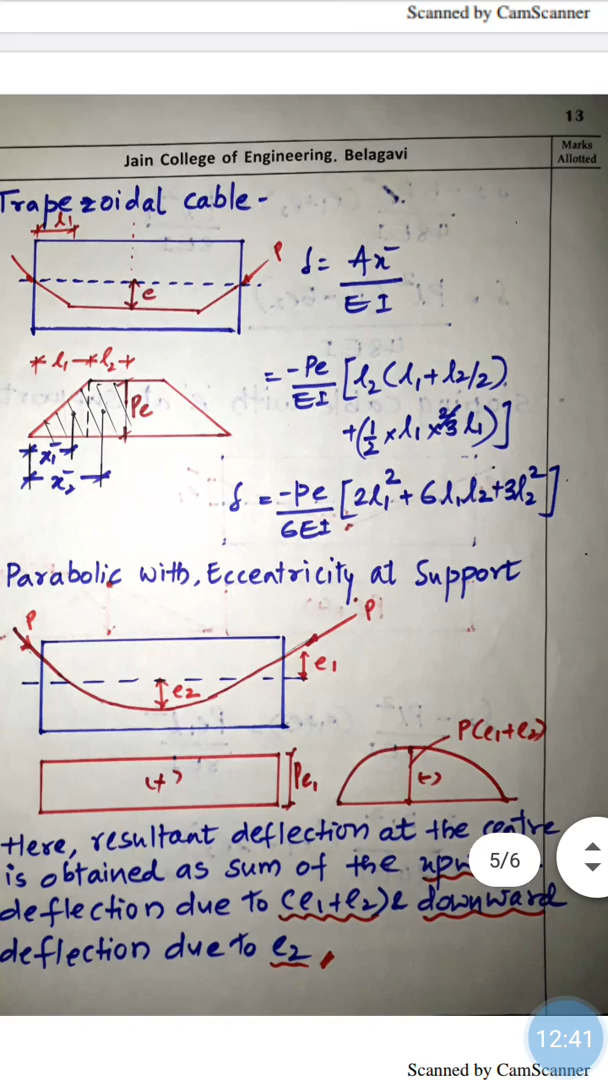 Scanned by CamScanner
13
Jain College of Engineering, Belagavi
Marks
Allotted
Trapezoidal cable -
l₁
P
e
δ = Ax̄ / EI
* l₁ * l₂ +
Pe
x̄₁
x̄₂
= -Pe/EI [l₂(l₁+l₂/2)
+(1/2 × l₁ × 2/3 l₁)]
δ = -Pe/6EI [2l₁² + 6l₁l₂ + 3l₂²]
Parabolic with, Eccentricity at Support
P
P
e₁
e₂
P(e₁+e₂)
(+)
Pe₁
(-)
Here, resultant deflection at the centre
is obtained as sum of the
5/6
deflection due to (e₁+e₂) & downward
deflection due to e₂,
12:41
Scanned by CamScanner